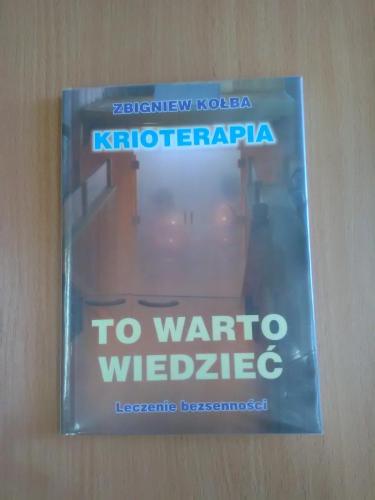 ZBIGNIEW KOŁBA
KRIOTERAPIA
TO WARTO
WIEDZIEĆ
Leczenie bezsenności